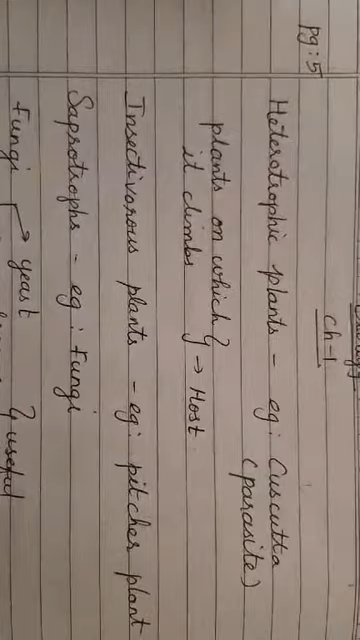 Ch-1
pg: 5
Heterotrophic plants - eg: Cuscutta
(parasite)
plants on which } → Host
it climbs
Insectivorous plants - eg: pitcher plant
Saprotrophs - eg: Fungi
Fungi → yeast } useful